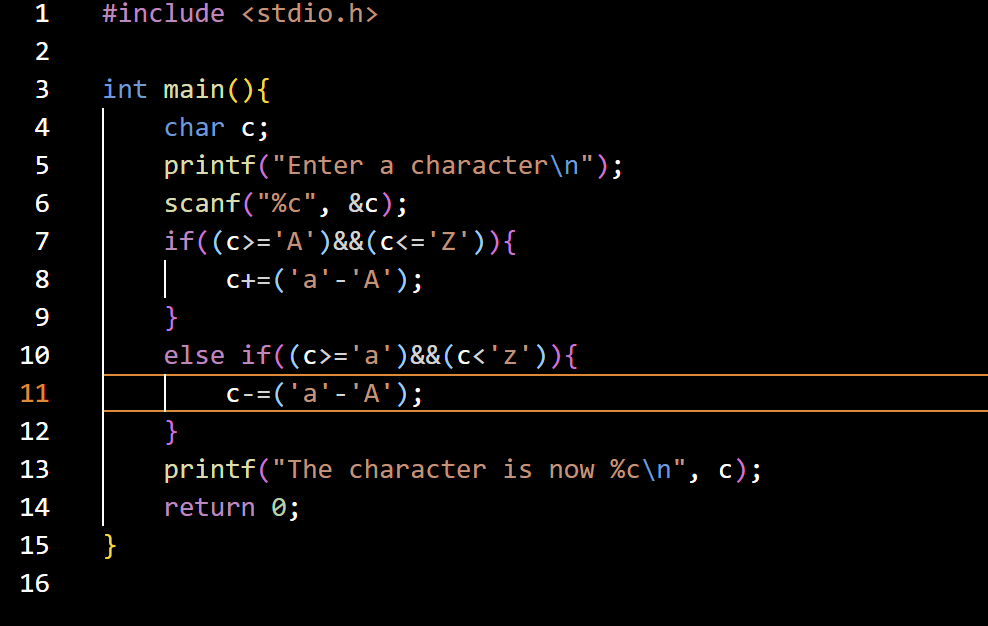 1 #include <stdio.h>
2
3 int main(){
4 char c;
5 printf("Enter a character\n");
6 scanf("%c", &c);
7 if((c>='A')&&(c<='Z')){
8 c+=('a'-'A');
9 }
10 else if((c>='a')&&(c<'z')){
11 c-=('a'-'A');
12 }
13 printf("The character is now %c\n", c);
14 return 0;
15 }
16